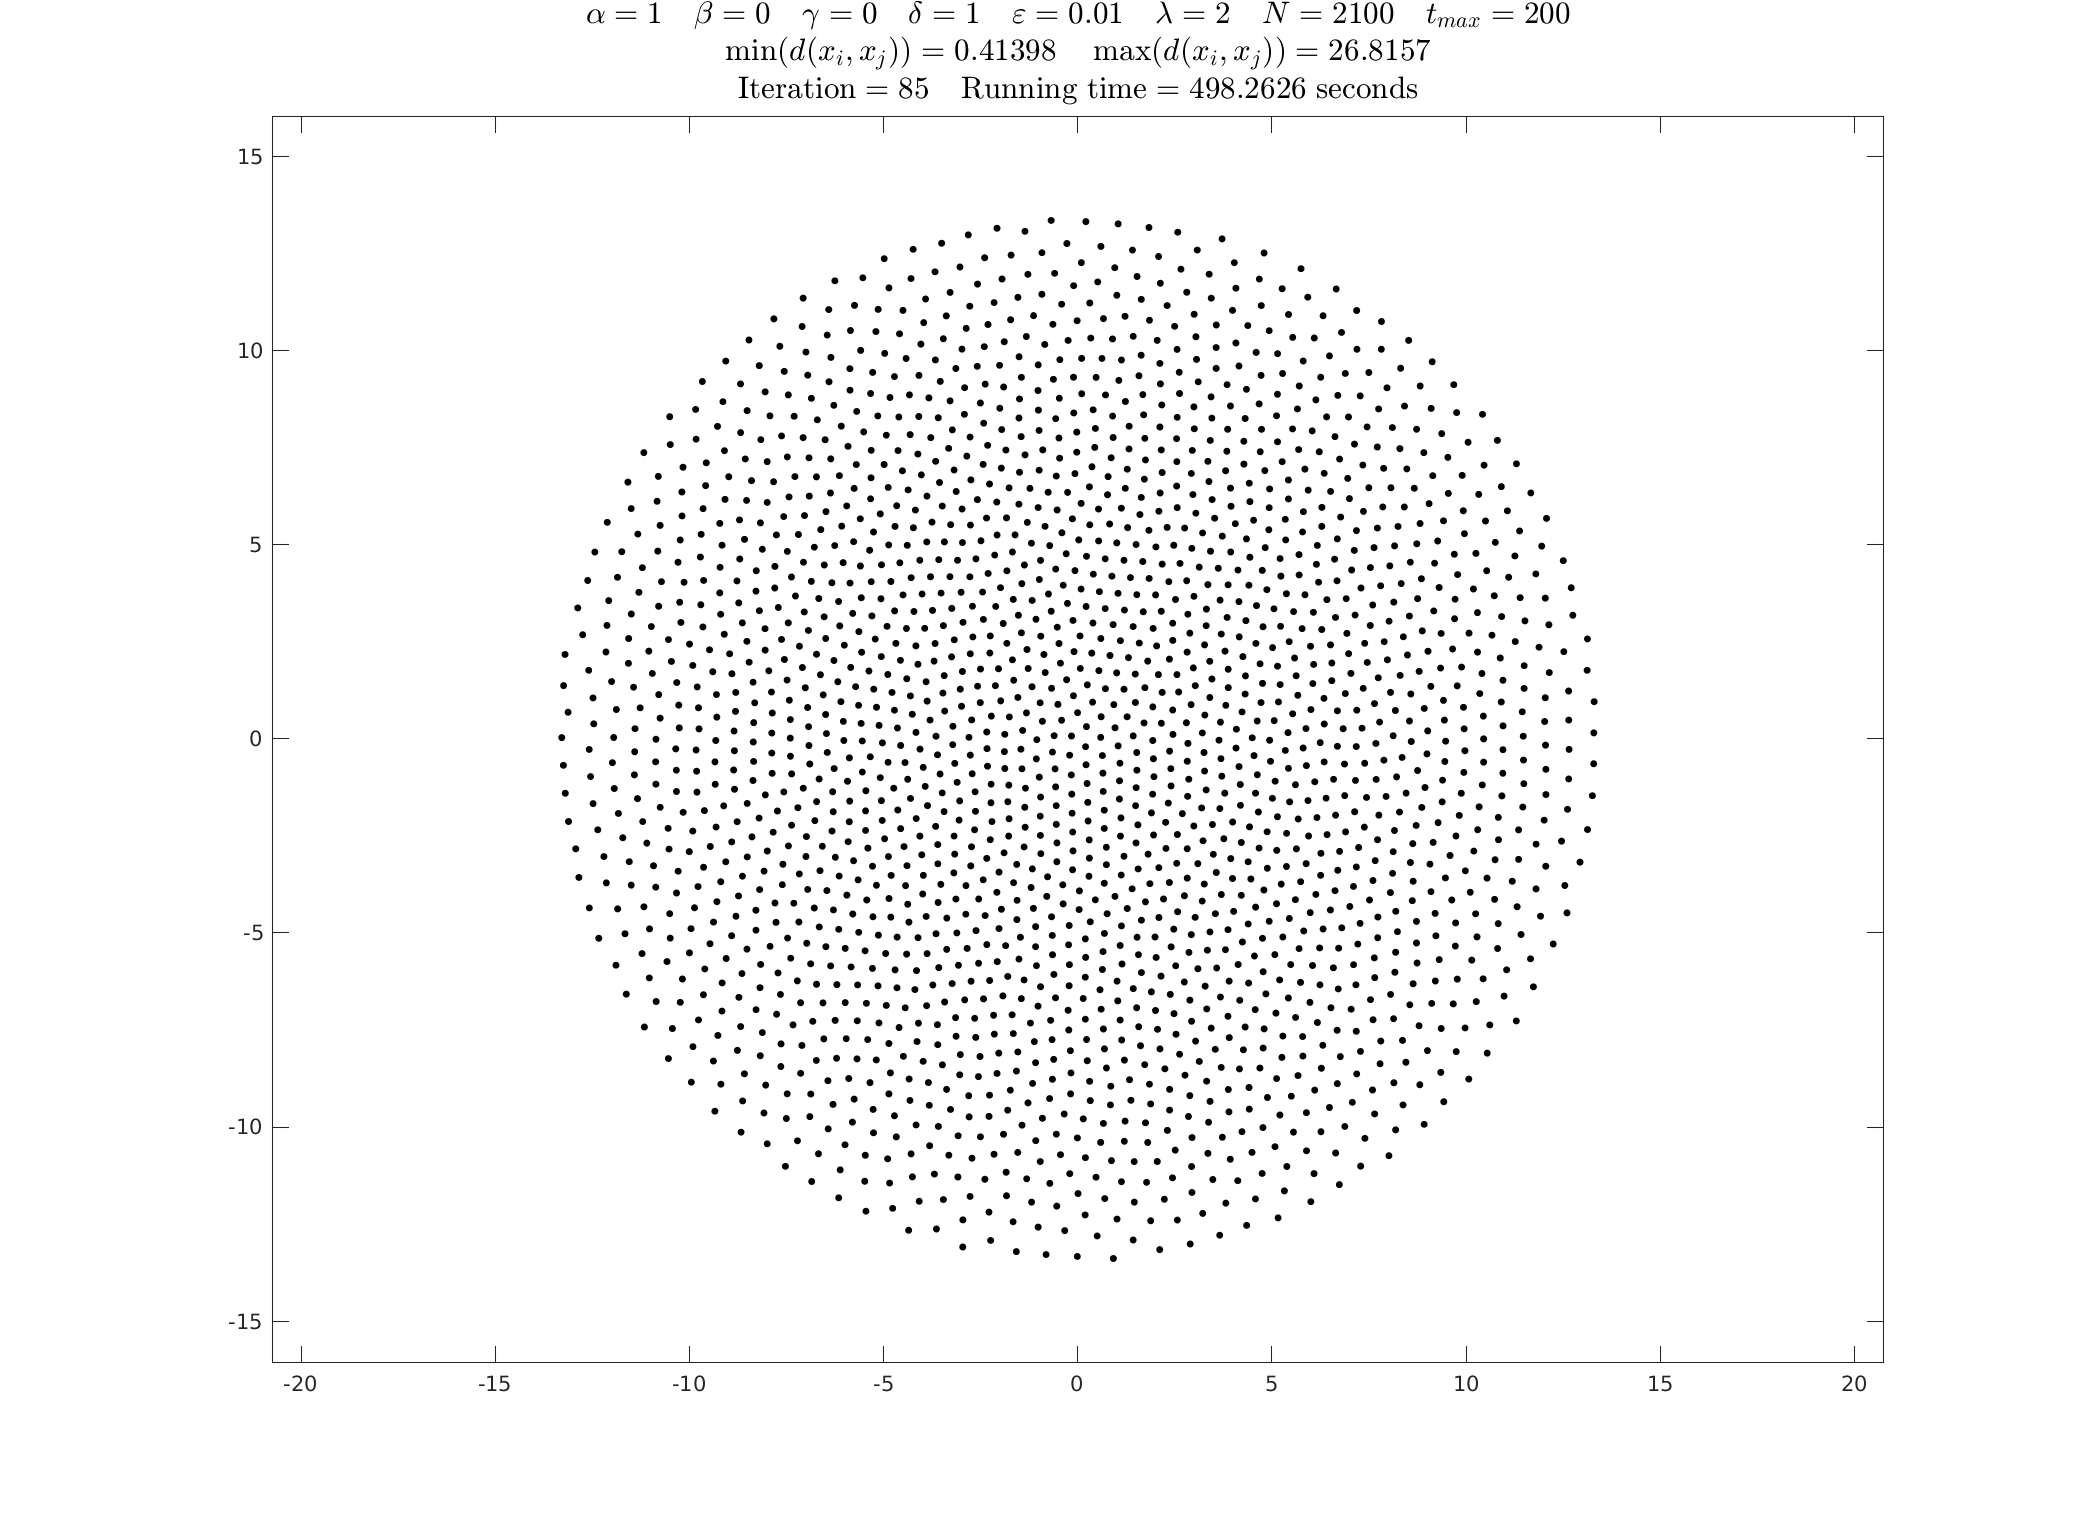 α = 1 β = 0 γ = 0 δ = 1 ε = 0.01 λ = 2 N = 2100 t_max = 200
min(d(x_i, x_j)) = 0.41398 max(d(x_i, x_j)) = 26.8157
Iteration = 85 Running time = 498.2626 seconds
15
10
5
0
-5
-10
-15
-20 -15 -10 -5 0 5 10 15 20